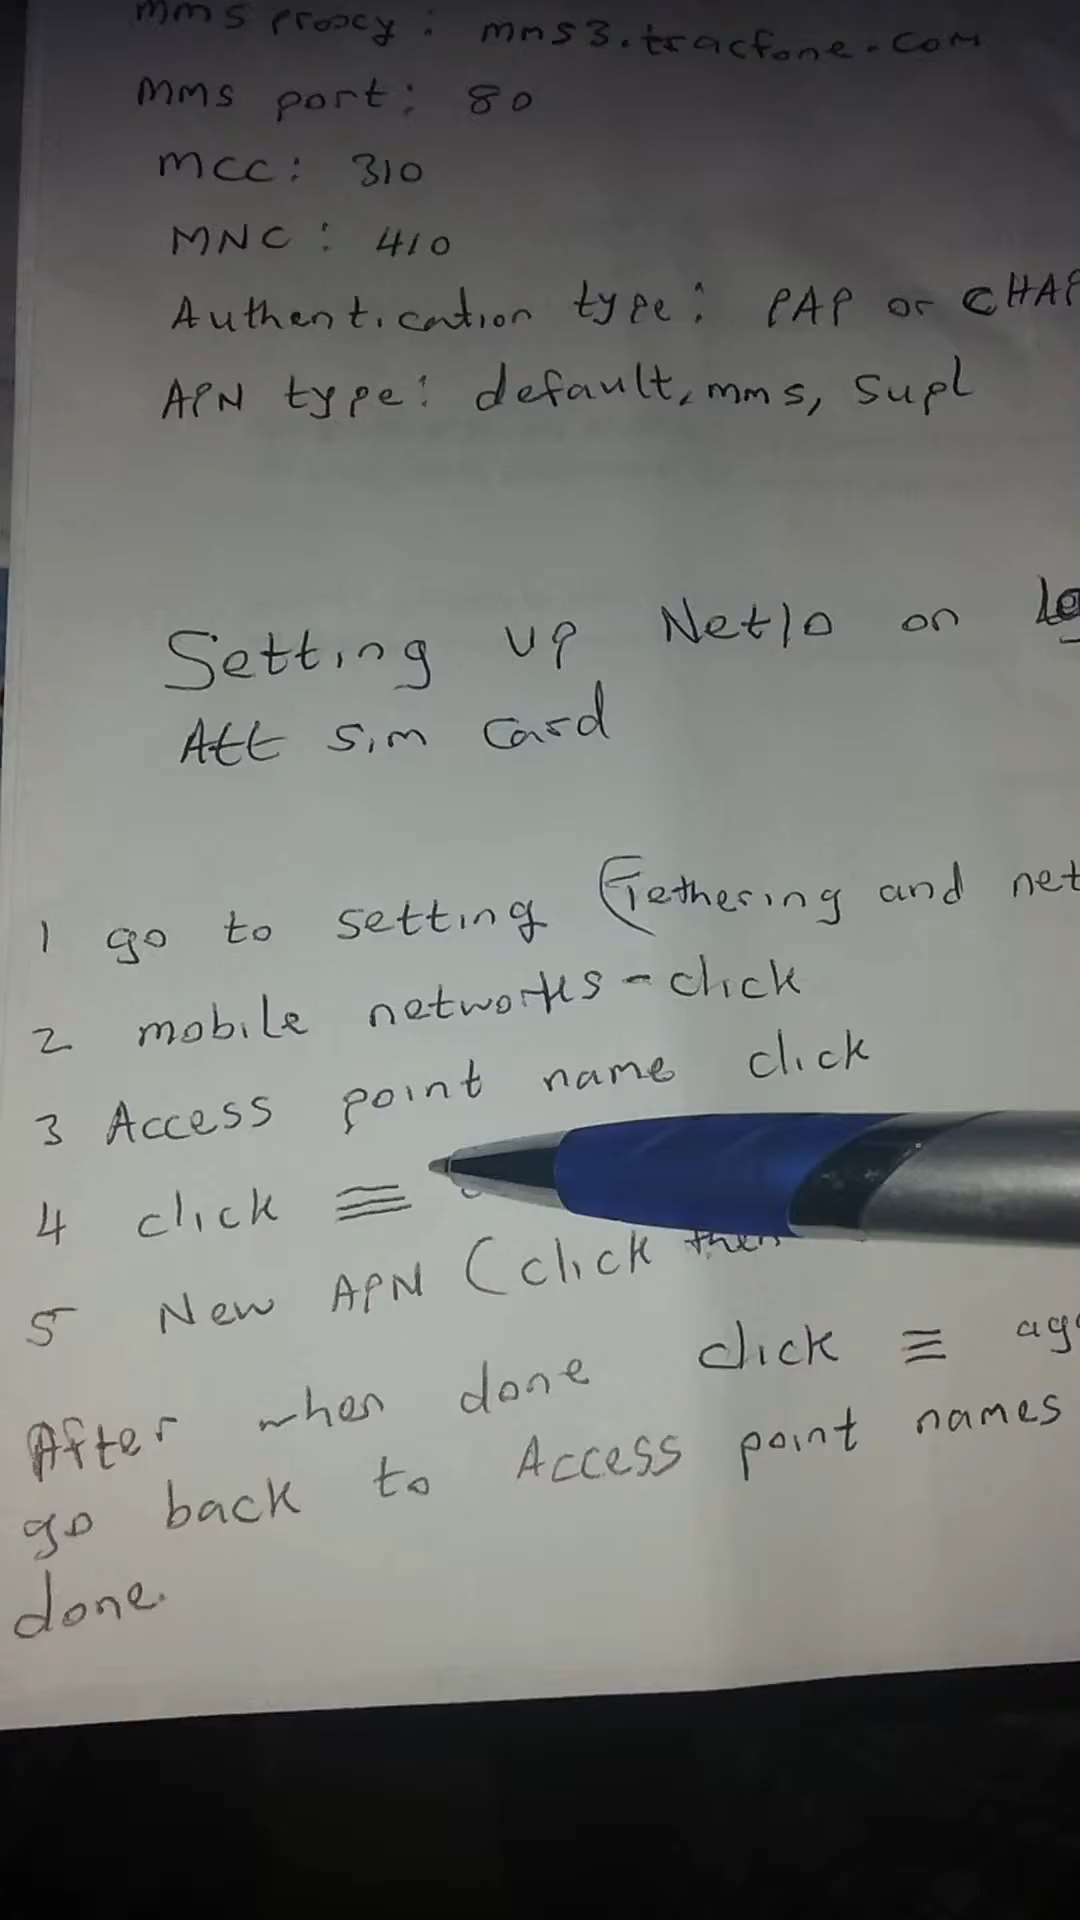 mms proxy: mms3.tracfone.com
mms port: 80
MCC: 310
MNC: 410
Authentication type: PAP or CHAP
APN type: default, mms, Supl
Setting up Net10 on
Att sim card
1 go to setting (Tethering and net
2 mobile networks - click
3 Access point name click
4 click ≡
5 New APN (click then
After when done click ≡
go back to Access point names
done.